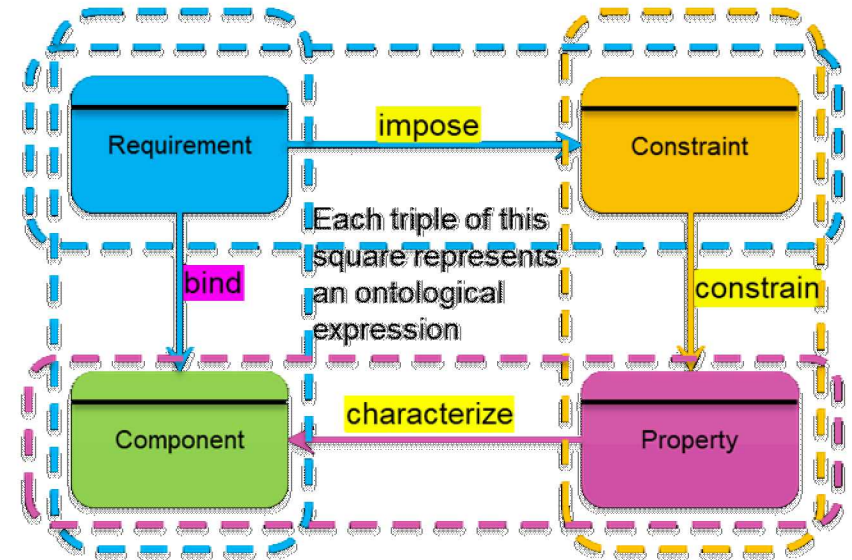 impose
Requirement
Constraint
Each triple of this
square represents
an ontological
expression
bind
constrain
characterize
Component
Property